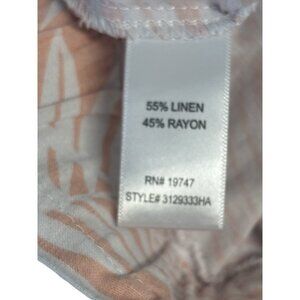 55% LINEN
45% RAYON
RN# 19747
STYLE# 3129333HA